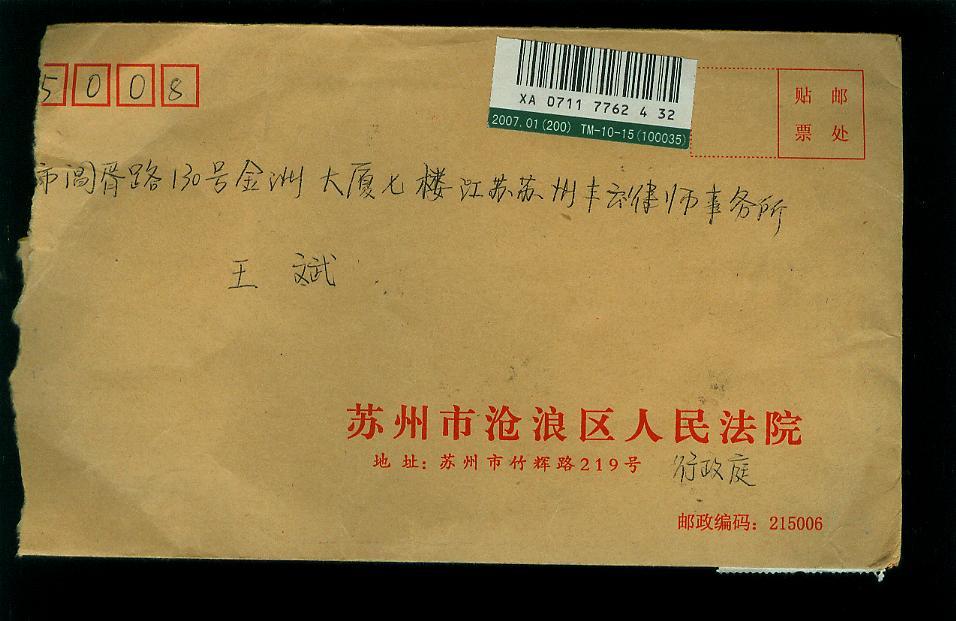 5008
XA 0711 7762 4 32
2007.01(200) TM-10-15(100035)
贴 邮
票 处
市阊胥路130号金洲大厦七楼江苏苏州丰云律师事务所
王斌
苏州市沧浪区人民法院
地址：苏州市竹辉路219号
行政庭
邮政编码：215006